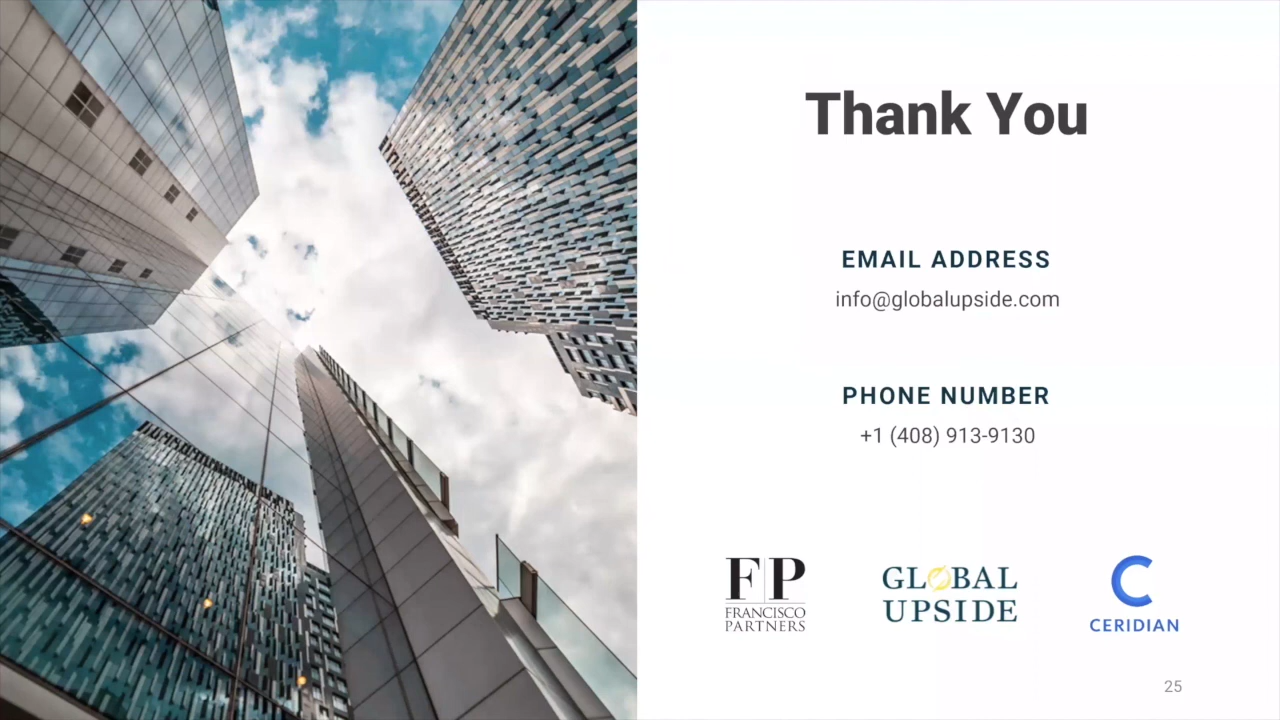 Thank You
EMAIL ADDRESS
info@globalupside.com
PHONE NUMBER
+1 (408) 913-9130
FP
FRANCISCO
PARTNERS
GLOBAL
UPSIDE
C
CERIDIAN
25